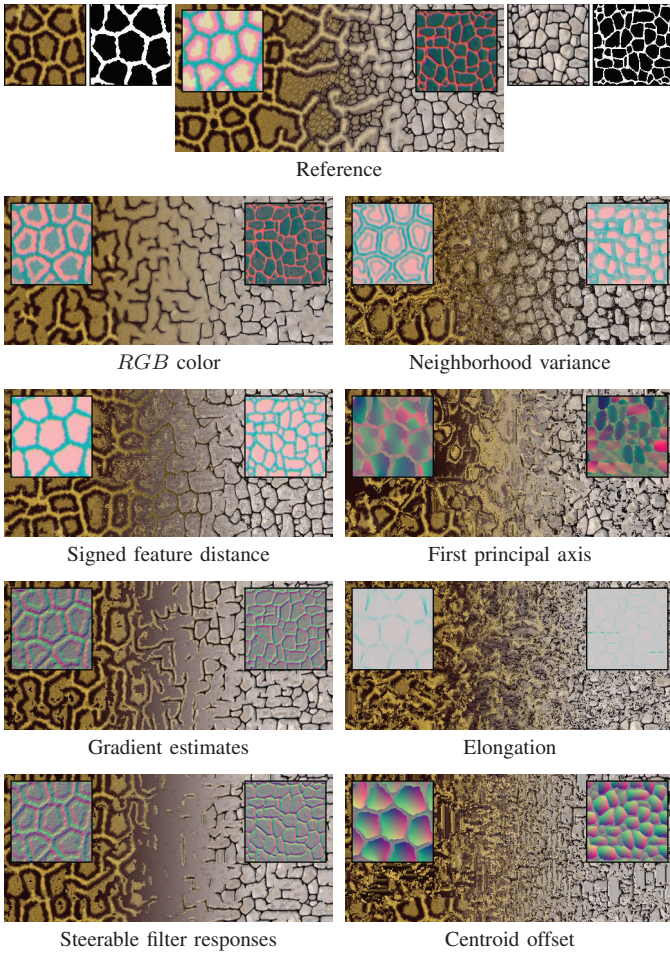 Reference
RGB color
Neighborhood variance
Signed feature distance
First principal axis
Gradient estimates
Elongation
Steerable filter responses
Centroid offset